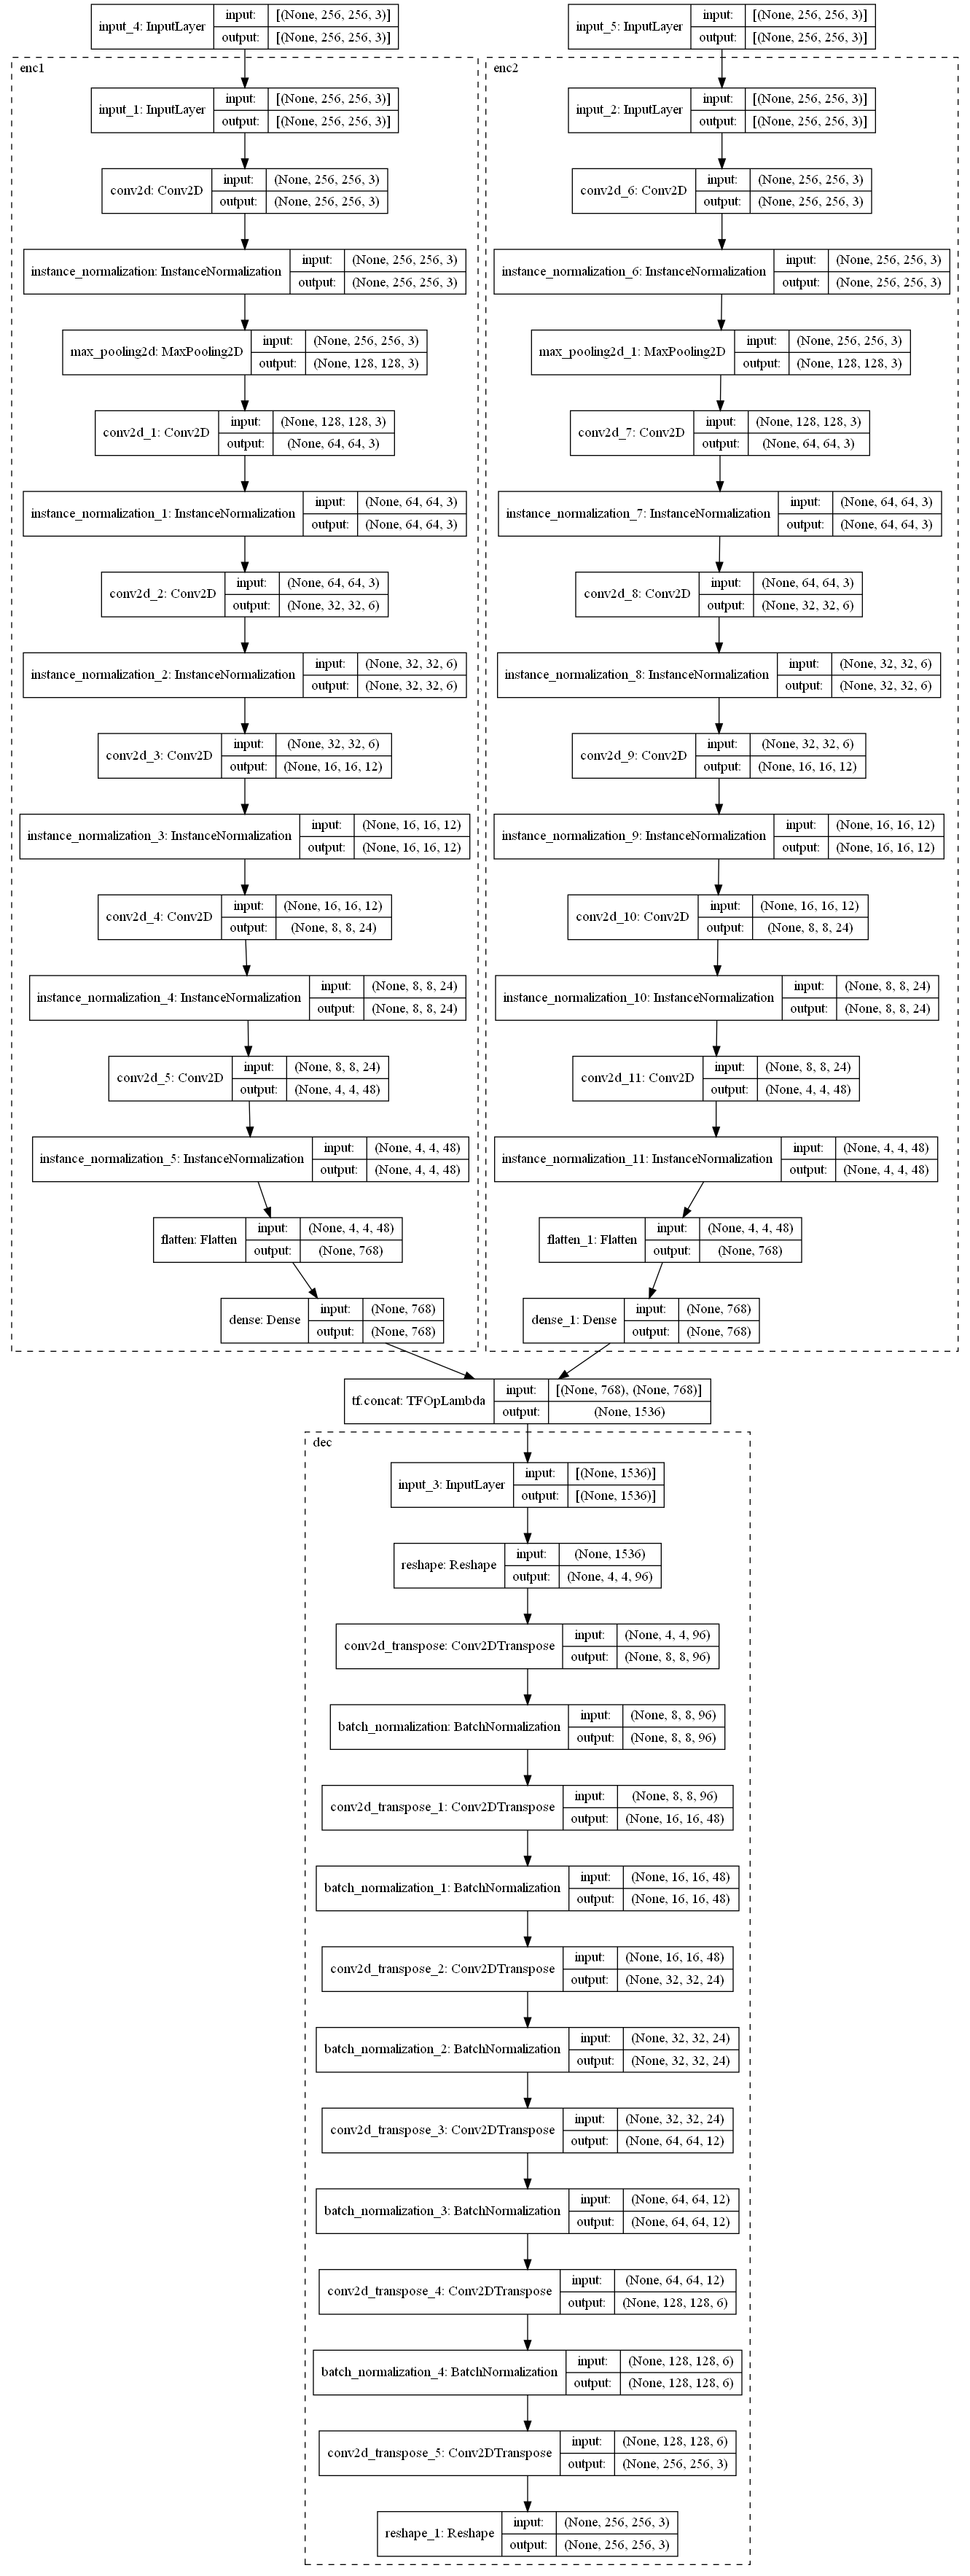 input_4: InputLayer
input: [(None, 256, 256, 3)]
output: [(None, 256, 256, 3)]
input_5: InputLayer
input: [(None, 256, 256, 3)]
output: [(None, 256, 256, 3)]
enc1
input_1: InputLayer
input: [(None, 256, 256, 3)]
output: [(None, 256, 256, 3)]
conv2d: Conv2D
input: (None, 256, 256, 3)
output: (None, 256, 256, 3)
instance_normalization: InstanceNormalization
input: (None, 256, 256, 3)
output: (None, 256, 256, 3)
max_pooling2d: MaxPooling2D
input: (None, 256, 256, 3)
output: (None, 128, 128, 3)
conv2d_1: Conv2D
input: (None, 128, 128, 3)
output: (None, 64, 64, 3)
instance_normalization_1: InstanceNormalization
input: (None, 64, 64, 3)
output: (None, 64, 64, 3)
conv2d_2: Conv2D
input: (None, 64, 64, 3)
output: (None, 32, 32, 6)
instance_normalization_2: InstanceNormalization
input: (None, 32, 32, 6)
output: (None, 32, 32, 6)
conv2d_3: Conv2D
input: (None, 32, 32, 6)
output: (None, 16, 16, 12)
instance_normalization_3: InstanceNormalization
input: (None, 16, 16, 12)
output: (None, 16, 16, 12)
conv2d_4: Conv2D
input: (None, 16, 16, 12)
output: (None, 8, 8, 24)
instance_normalization_4: InstanceNormalization
input: (None, 8, 8, 24)
output: (None, 8, 8, 24)
conv2d_5: Conv2D
input: (None, 8, 8, 24)
output: (None, 4, 4, 48)
instance_normalization_5: InstanceNormalization
input: (None, 4, 4, 48)
output: (None, 4, 4, 48)
flatten: Flatten
input: (None, 4, 4, 48)
output: (None, 768)
dense: Dense
input: (None, 768)
output: (None, 768)
enc2
input_2: InputLayer
input: [(None, 256, 256, 3)]
output: [(None, 256, 256, 3)]
conv2d_6: Conv2D
input: (None, 256, 256, 3)
output: (None, 256, 256, 3)
instance_normalization_6: InstanceNormalization
input: (None, 256, 256, 3)
output: (None, 256, 256, 3)
max_pooling2d_1: MaxPooling2D
input: (None, 256, 256, 3)
output: (None, 128, 128, 3)
conv2d_7: Conv2D
input: (None, 128, 128, 3)
output: (None, 64, 64, 3)
instance_normalization_7: InstanceNormalization
input: (None, 64, 64, 3)
output: (None, 64, 64, 3)
conv2d_8: Conv2D
input: (None, 64, 64, 3)
output: (None, 32, 32, 6)
instance_normalization_8: InstanceNormalization
input: (None, 32, 32, 6)
output: (None, 32, 32, 6)
conv2d_9: Conv2D
input: (None, 32, 32, 6)
output: (None, 16, 16, 12)
instance_normalization_9: InstanceNormalization
input: (None, 16, 16, 12)
output: (None, 16, 16, 12)
conv2d_10: Conv2D
input: (None, 16, 16, 12)
output: (None, 8, 8, 24)
instance_normalization_10: InstanceNormalization
input: (None, 8, 8, 24)
output: (None, 8, 8, 24)
conv2d_11: Conv2D
input: (None, 8, 8, 24)
output: (None, 4, 4, 48)
instance_normalization_11: InstanceNormalization
input: (None, 4, 4, 48)
output: (None, 4, 4, 48)
flatten_1: Flatten
input: (None, 4, 4, 48)
output: (None, 768)
dense_1: Dense
input: (None, 768)
output: (None, 768)
tf.concat: TFOpLambda
input: [(None, 768), (None, 768)]
output: (None, 1536)
dec
input_3: InputLayer
input: [(None, 1536)]
output: [(None, 1536)]
reshape: Reshape
input: (None, 1536)
output: (None, 4, 4, 96)
conv2d_transpose: Conv2DTranspose
input: (None, 4, 4, 96)
output: (None, 8, 8, 96)
batch_normalization: BatchNormalization
input: (None, 8, 8, 96)
output: (None, 8, 8, 96)
conv2d_transpose_1: Conv2DTranspose
input: (None, 8, 8, 96)
output: (None, 16, 16, 48)
batch_normalization_1: BatchNormalization
input: (None, 16, 16, 48)
output: (None, 16, 16, 48)
conv2d_transpose_2: Conv2DTranspose
input: (None, 16, 16, 48)
output: (None, 32, 32, 24)
batch_normalization_2: BatchNormalization
input: (None, 32, 32, 24)
output: (None, 32, 32, 24)
conv2d_transpose_3: Conv2DTranspose
input: (None, 32, 32, 24)
output: (None, 64, 64, 12)
batch_normalization_3: BatchNormalization
input: (None, 64, 64, 12)
output: (None, 64, 64, 12)
conv2d_transpose_4: Conv2DTranspose
input: (None, 64, 64, 12)
output: (None, 128, 128, 6)
batch_normalization_4: BatchNormalization
input: (None, 128, 128, 6)
output: (None, 128, 128, 6)
conv2d_transpose_5: Conv2DTranspose
input: (None, 128, 128, 6)
output: (None, 256, 256, 3)
reshape_1: Reshape
input: (None, 256, 256, 3)
output: (None, 256, 256, 3)